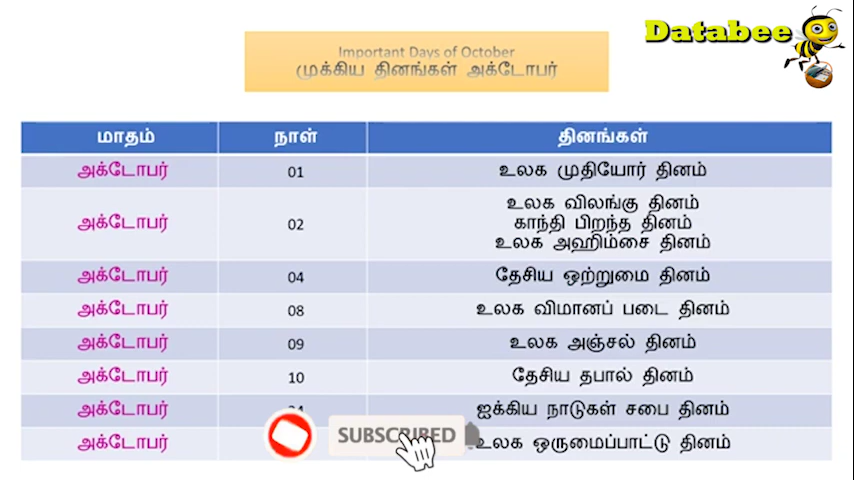 Databee
Important Days of October
முக்கிய தினங்கள் அக்டோபர்
மாதம் நாள் தினங்கள்
அக்டோபர் 01 உலக முதியோர் தினம்
அக்டோபர் 02 உலக விலங்கு தினம்
காந்தி பிறந்த தினம்
உலக அஹிம்சை தினம்
அக்டோபர் 04 தேசிய ஒற்றுமை தினம்
அக்டோபர் 08 உலக விமானப் படை தினம்
அக்டோபர் 09 உலக அஞ்சல் தினம்
அக்டோபர் 10 தேசிய தபால் தினம்
அக்டோபர் ஐக்கிய நாடுகள் சபை தினம்
அக்டோபர் உலக ஒருமைப்பாட்டு தினம்
SUBSCRIBED